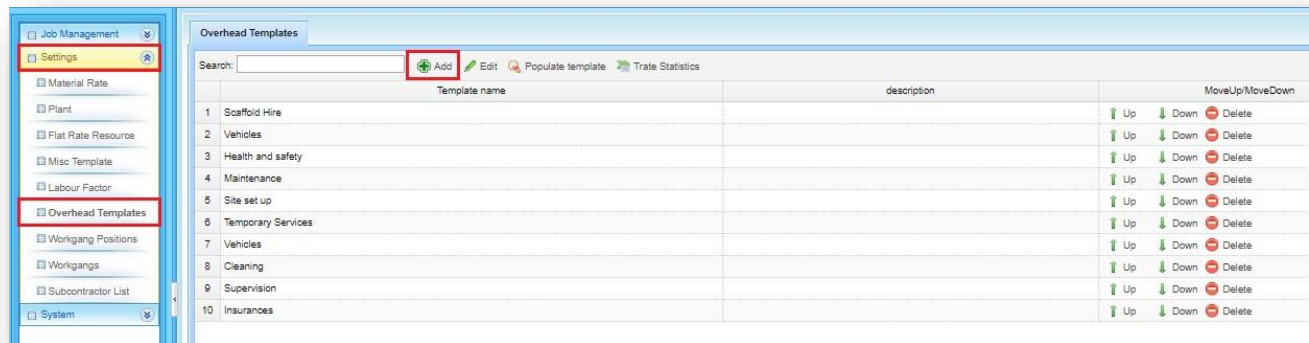 Job Management
Settings
Material Rate
Plant
Flat Rate Resource
Misc Template
Labour Factor
Overhead Templates
Workgang Positions
Workgangs
Subcontractor List
System
Overhead Templates
Search: Add Edit Populate template Trate Statistics
Template name description MoveUp/MoveDown
1 Scaffold Hire Up Down Delete
2 Vehicles Up Down Delete
3 Health and safety Up Down Delete
4 Maintenance Up Down Delete
5 Site set up Up Down Delete
6 Temporary Services Up Down Delete
7 Vehicles Up Down Delete
8 Cleaning Up Down Delete
9 Supervision Up Down Delete
10 Insurances Up Down Delete